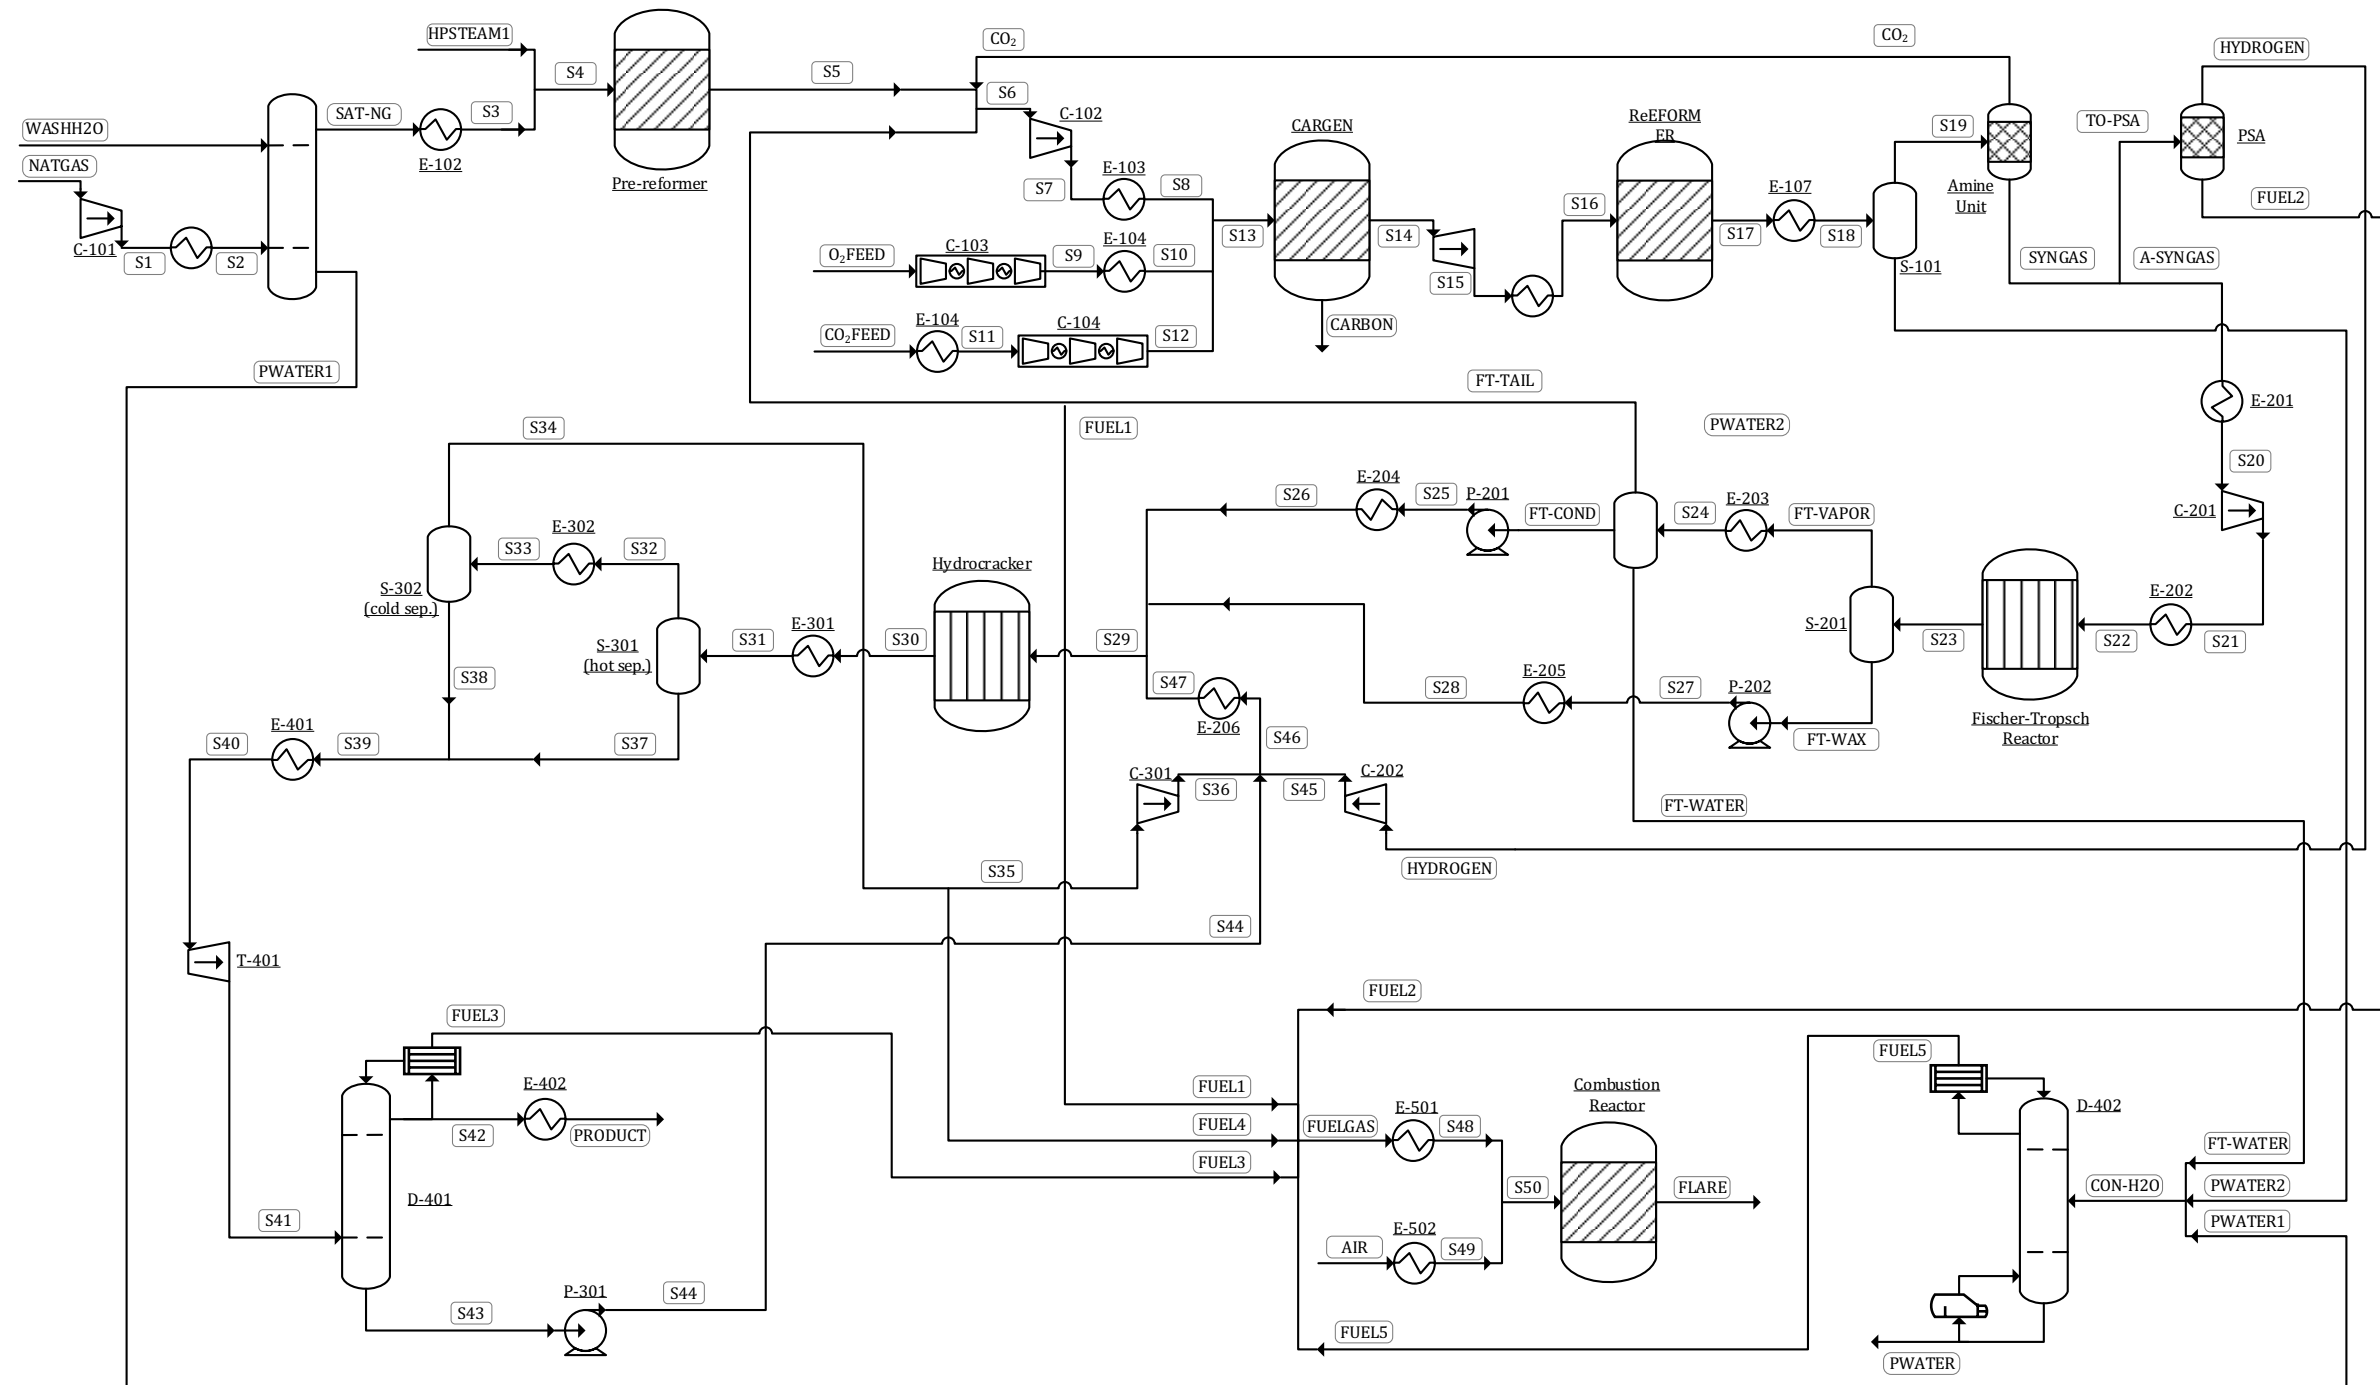 HPSTEAM1
CO₂
CO₂
HYDROGEN
S4
S5
S6
WASHH2O
SAT-NG
S3
C-102
CARGEN
ReEFORM
ER
S19
TO-PSA
PSA
NATGAS
E-102
Pre-reformer
S7
E-103
S8
E-107
Amine
Unit
FUEL2
C-101
S1
S2
O₂FEED
C-103
S9
E-104
S10
S13
S14
S15
S16
S17
S18
S-101
SYNGAS
A-SYNGAS
CO₂FEED
E-104
S11
C-104
S12
CARBON
PWATER1
FT-TAIL
E-201
S34
FUEL1
PWATER2
S20
E-204
S26
S25
P-201
FT-COND
S24
E-203
FT-VAPOR
C-201
E-302
S33
S32
Hydrocracker
S-302
(cold sep.)
E-202
S-301
(hot sep.)
S31
E-301
S30
S29
S-201
S23
S22
S21
S38
S47
E-206
S28
E-205
S27
P-202
FT-WAX
Fischer-Tropsch
Reactor
S40
E-401
S39
S37
S46
C-301
S36
S45
C-202
FT-WATER
S35
HYDROGEN
S44
T-401
FUEL2
FUEL3
FUEL5
E-402
S42
PRODUCT
FUEL1
FUEL4
FUEL3
FUELGAS
E-501
S48
Combustion
Reactor
D-402
D-401
S41
S50
FLARE
FT-WATER
CON-H2O
PWATER2
PWATER1
AIR
E-502
S49
S43
P-301
S44
FUEL5
PWATER